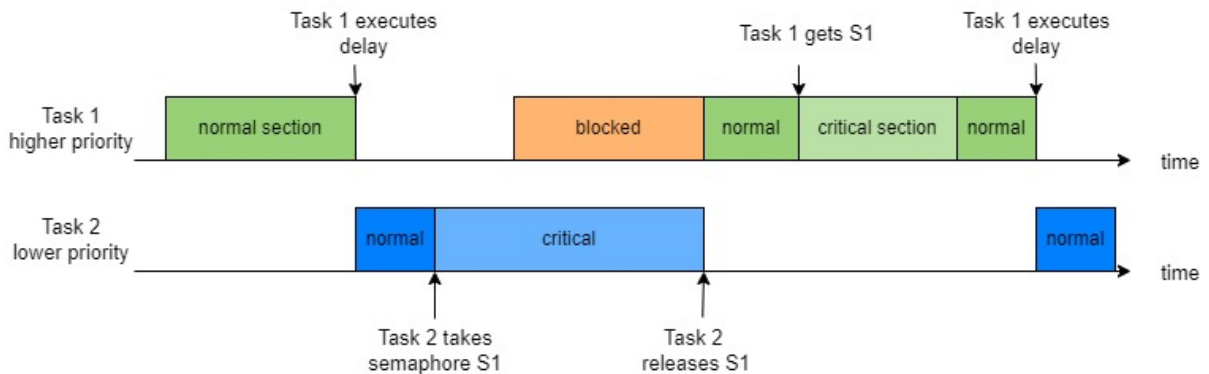 Task 1 executes
delay
Task 1 gets S1
Task 1 executes
delay
Task 1
higher priority
normal section
blocked
normal
critical section
normal
time
Task 2
lower priority
normal
critical
normal
time
Task 2 takes
semaphore S1
Task 2
releases S1